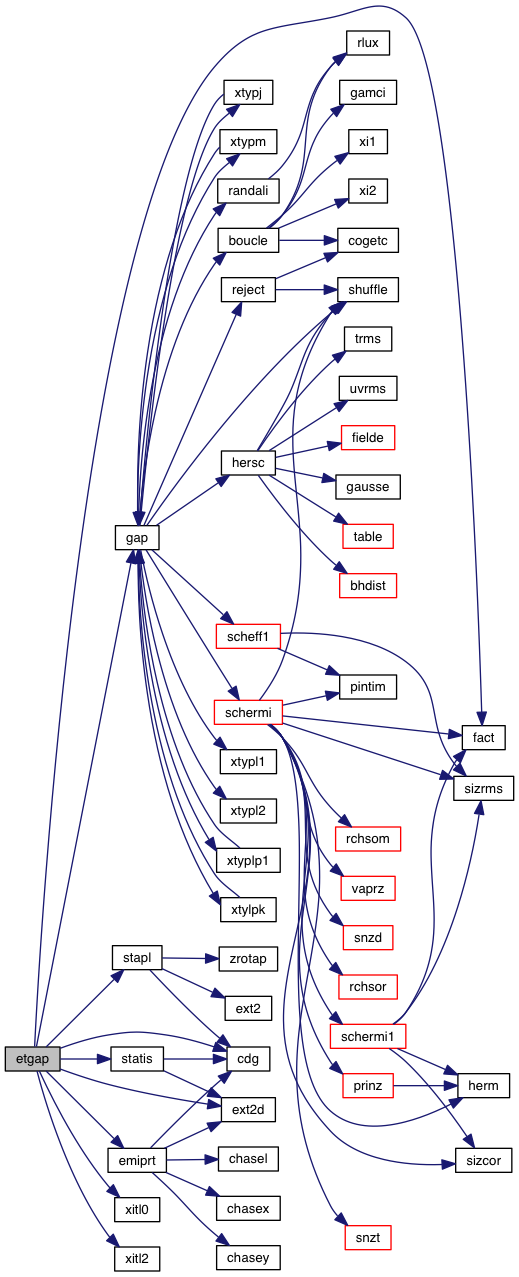 rlux
xtypj
gamci
xtypm
xi1
randali
xi2
boucle
cogetc
reject
shuffle
trms
uvrms
fielde
hersc
gausse
gap
table
bhdist
scheff1
pintim
schermi
fact
xtypl1
sizrms
xtypl2
rchsom
xtyplp1
vaprz
xtylpk
snzd
stapl
zrotap
rchsor
ext2
schermi1
etgap
statis
cdg
prinz
herm
ext2d
emiprt
chasel
sizcor
xitl0
chasex
snzt
xitl2
chasey